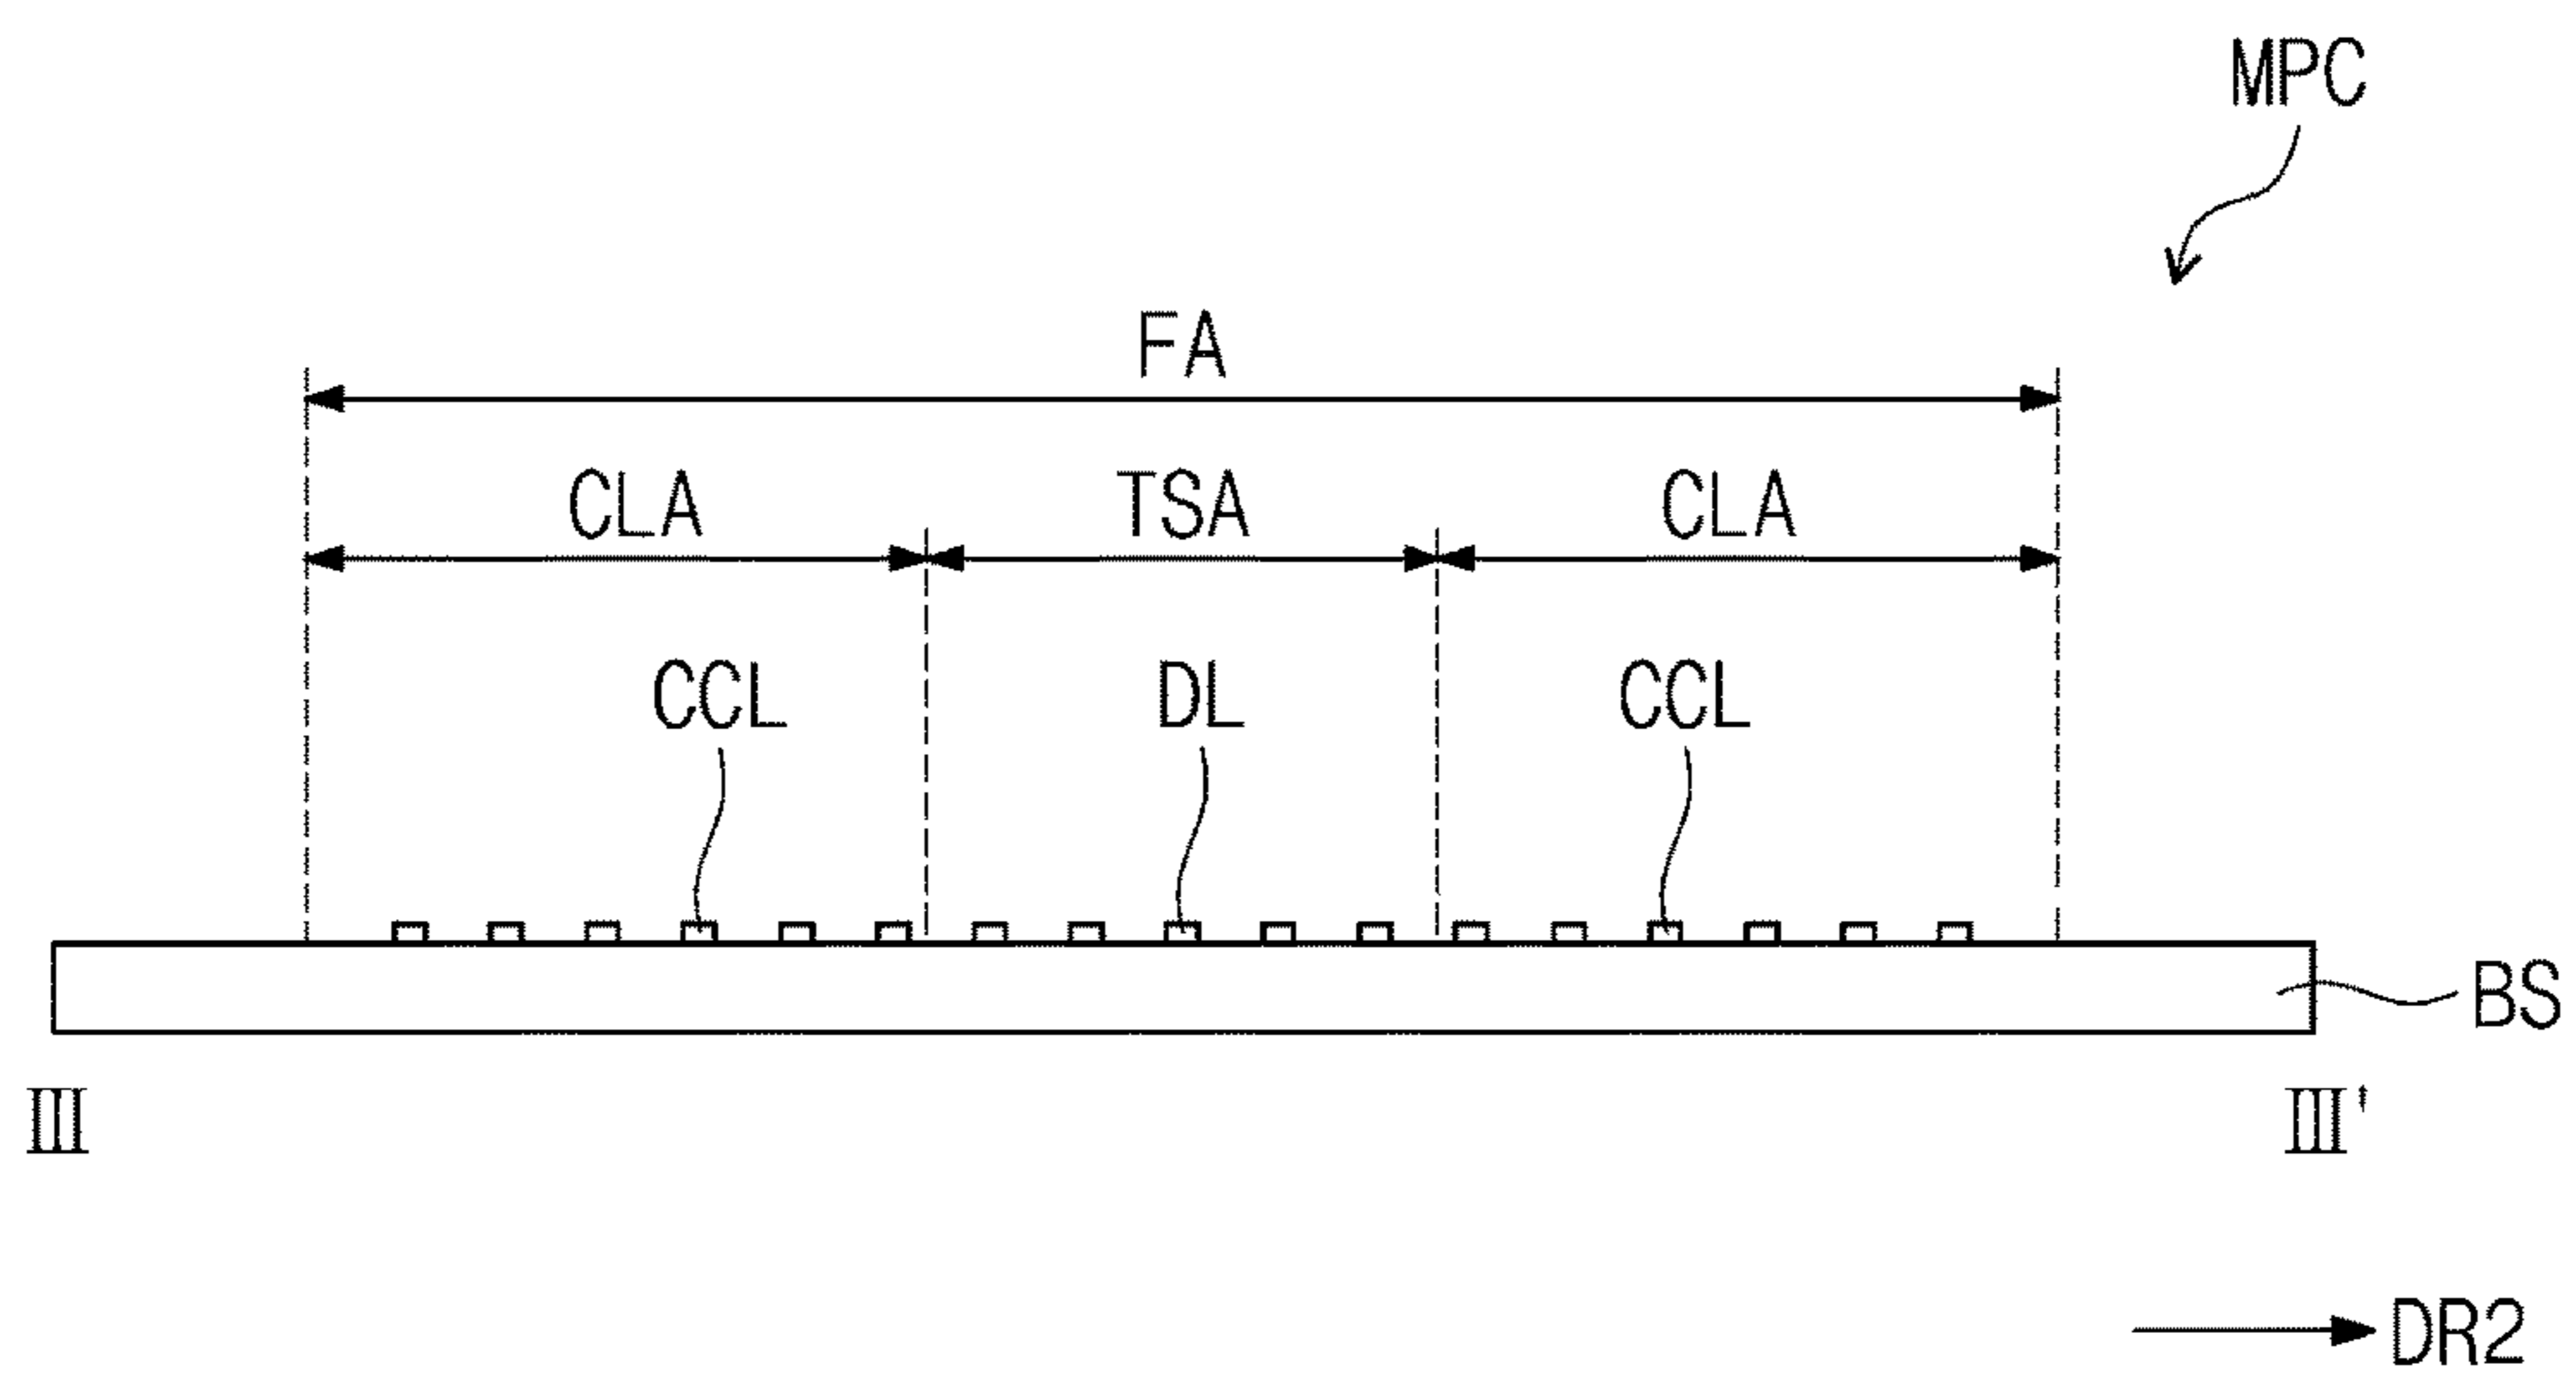 MPC
FA
CLA TSA CLA
CCL DL CCL
BS
III III'
DR2